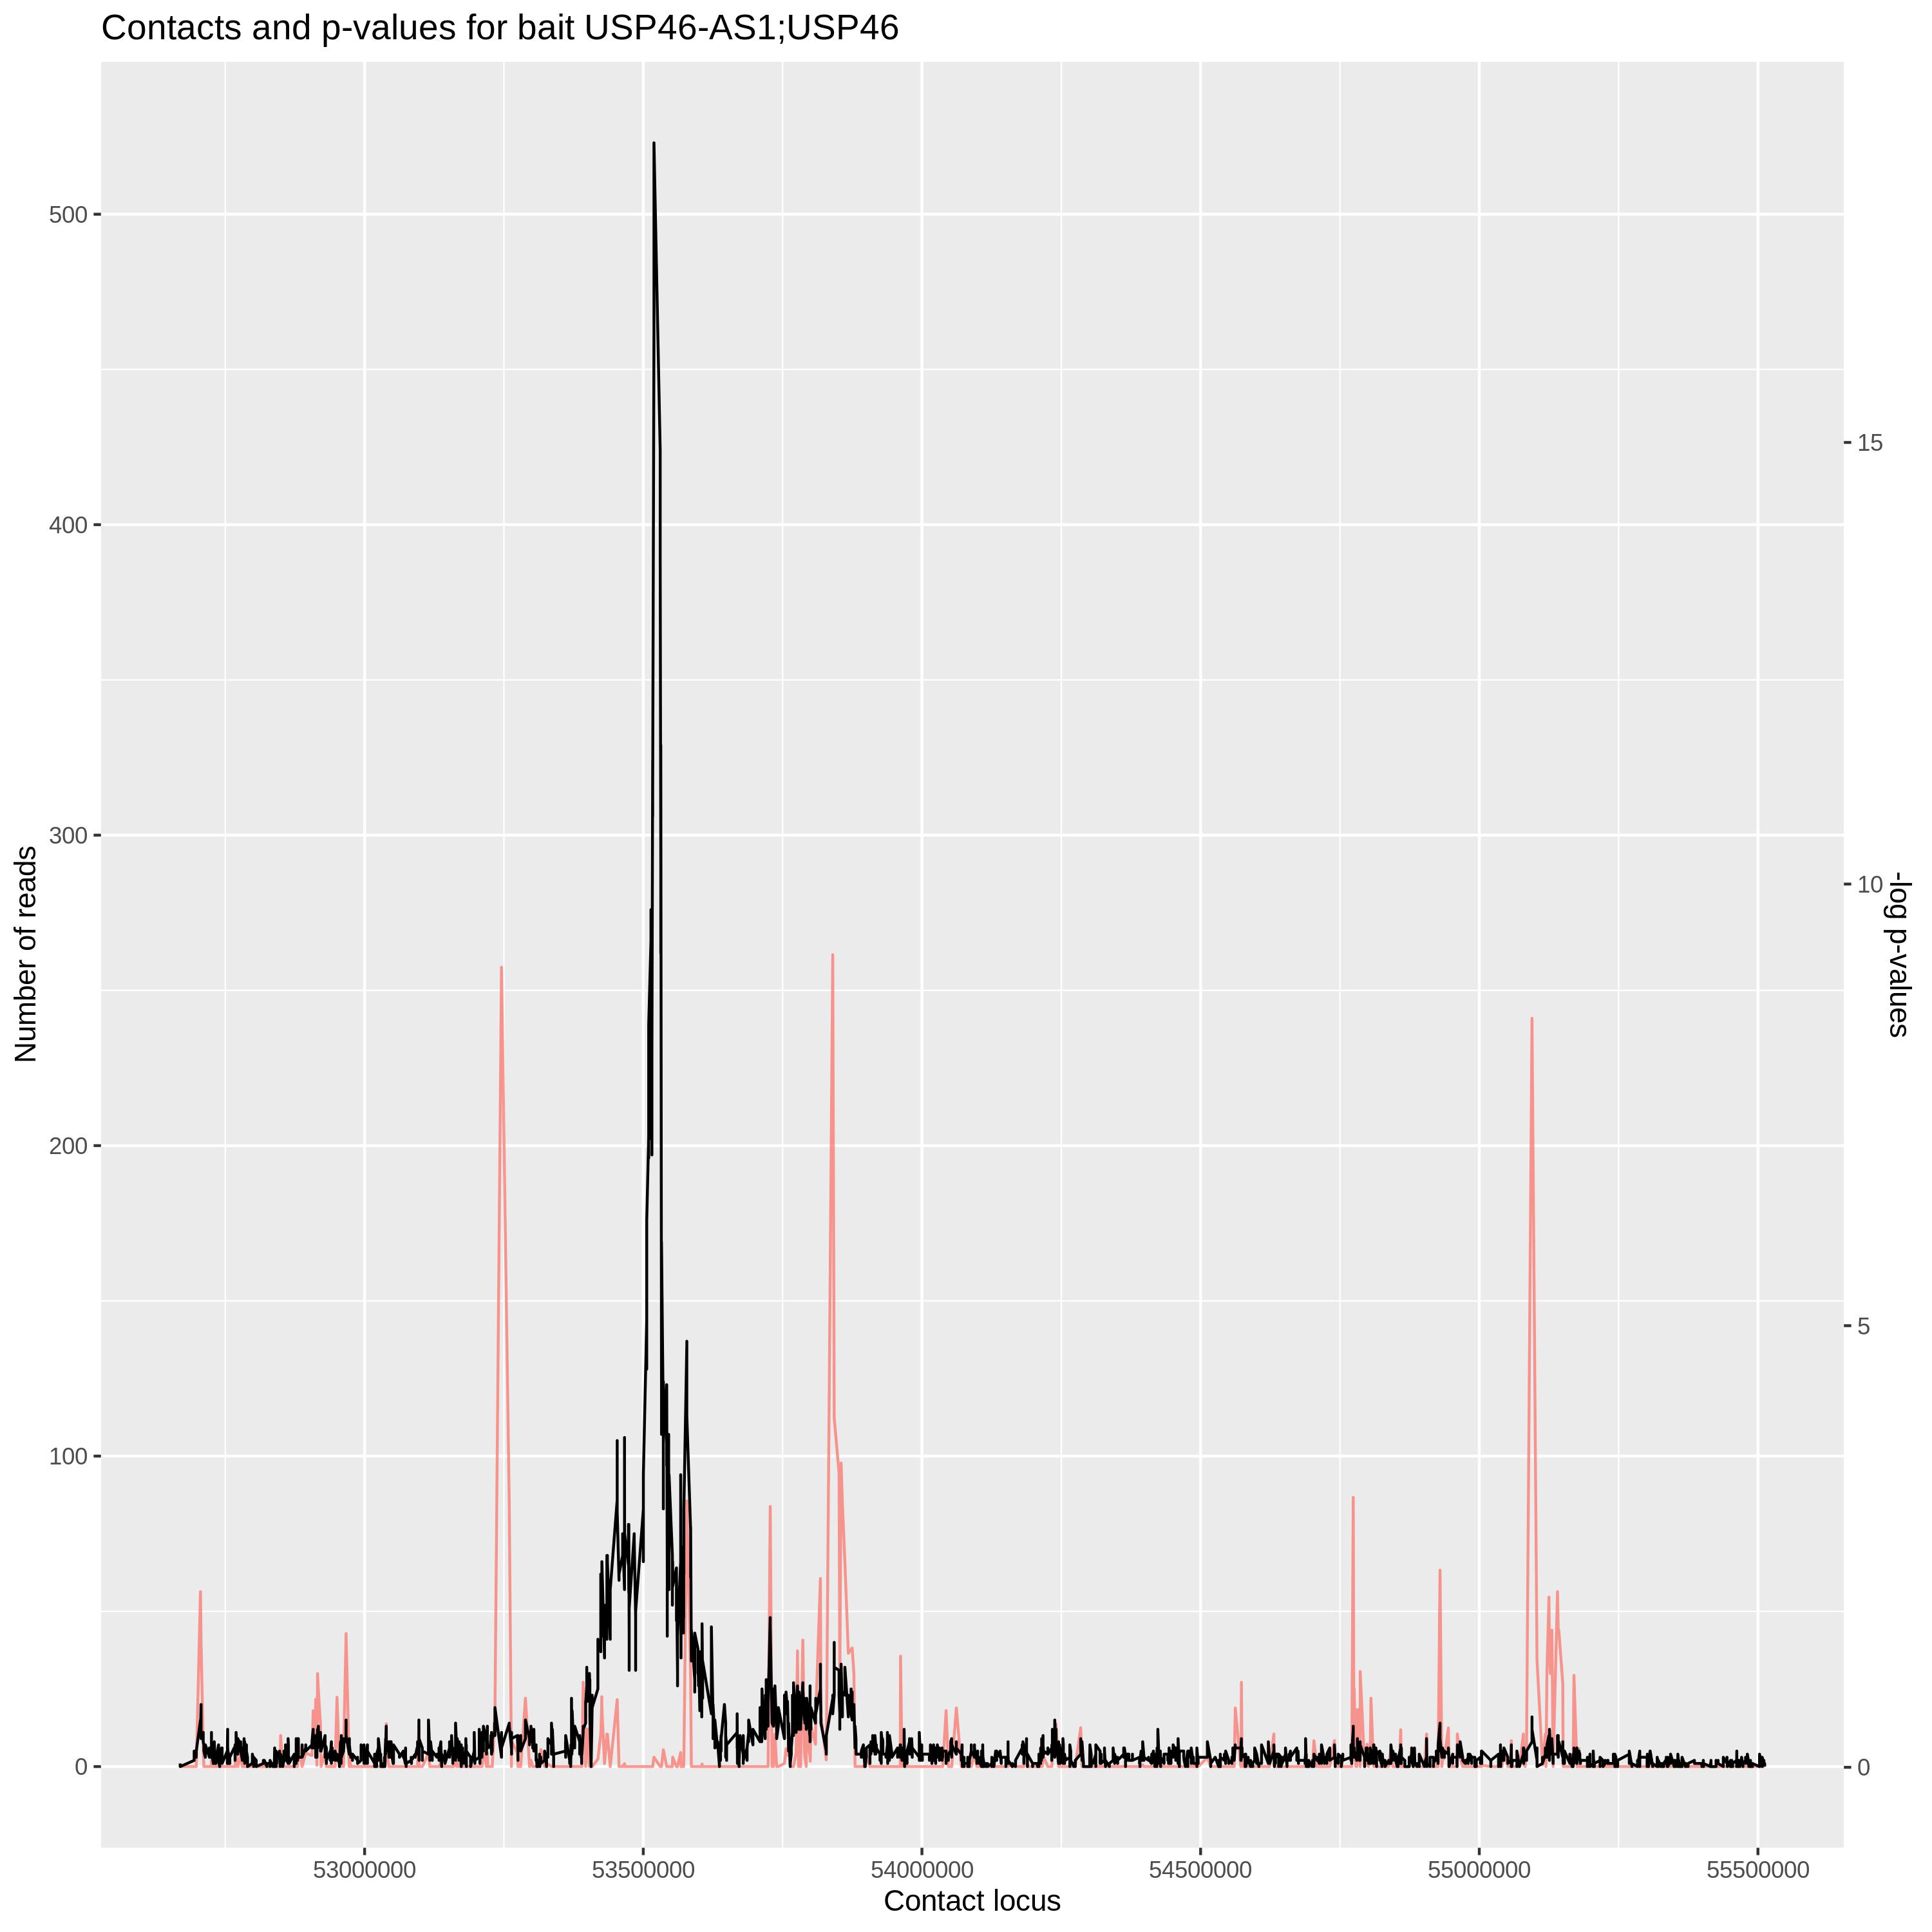 Contacts and p-values for bait USP46-AS1;USP46
500
400
300
200
100
0
Number of reads
15
10
5
0
-log p-values
53000000 53500000 54000000 54500000 55000000 55500000
Contact locus